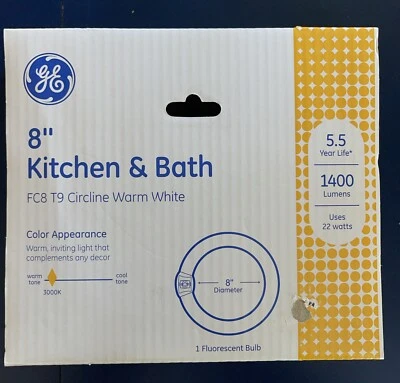 GE
8"
Kitchen & Bath
FC8 T9 Circline Warm White
Color Appearance
Warm, inviting light that
complements any decor
warm
tone
cool
tone
3000K
8"
Diameter
1 Fluorescent Bulb
5.5
Year Life*
1400
Lumens
Uses
22 watts